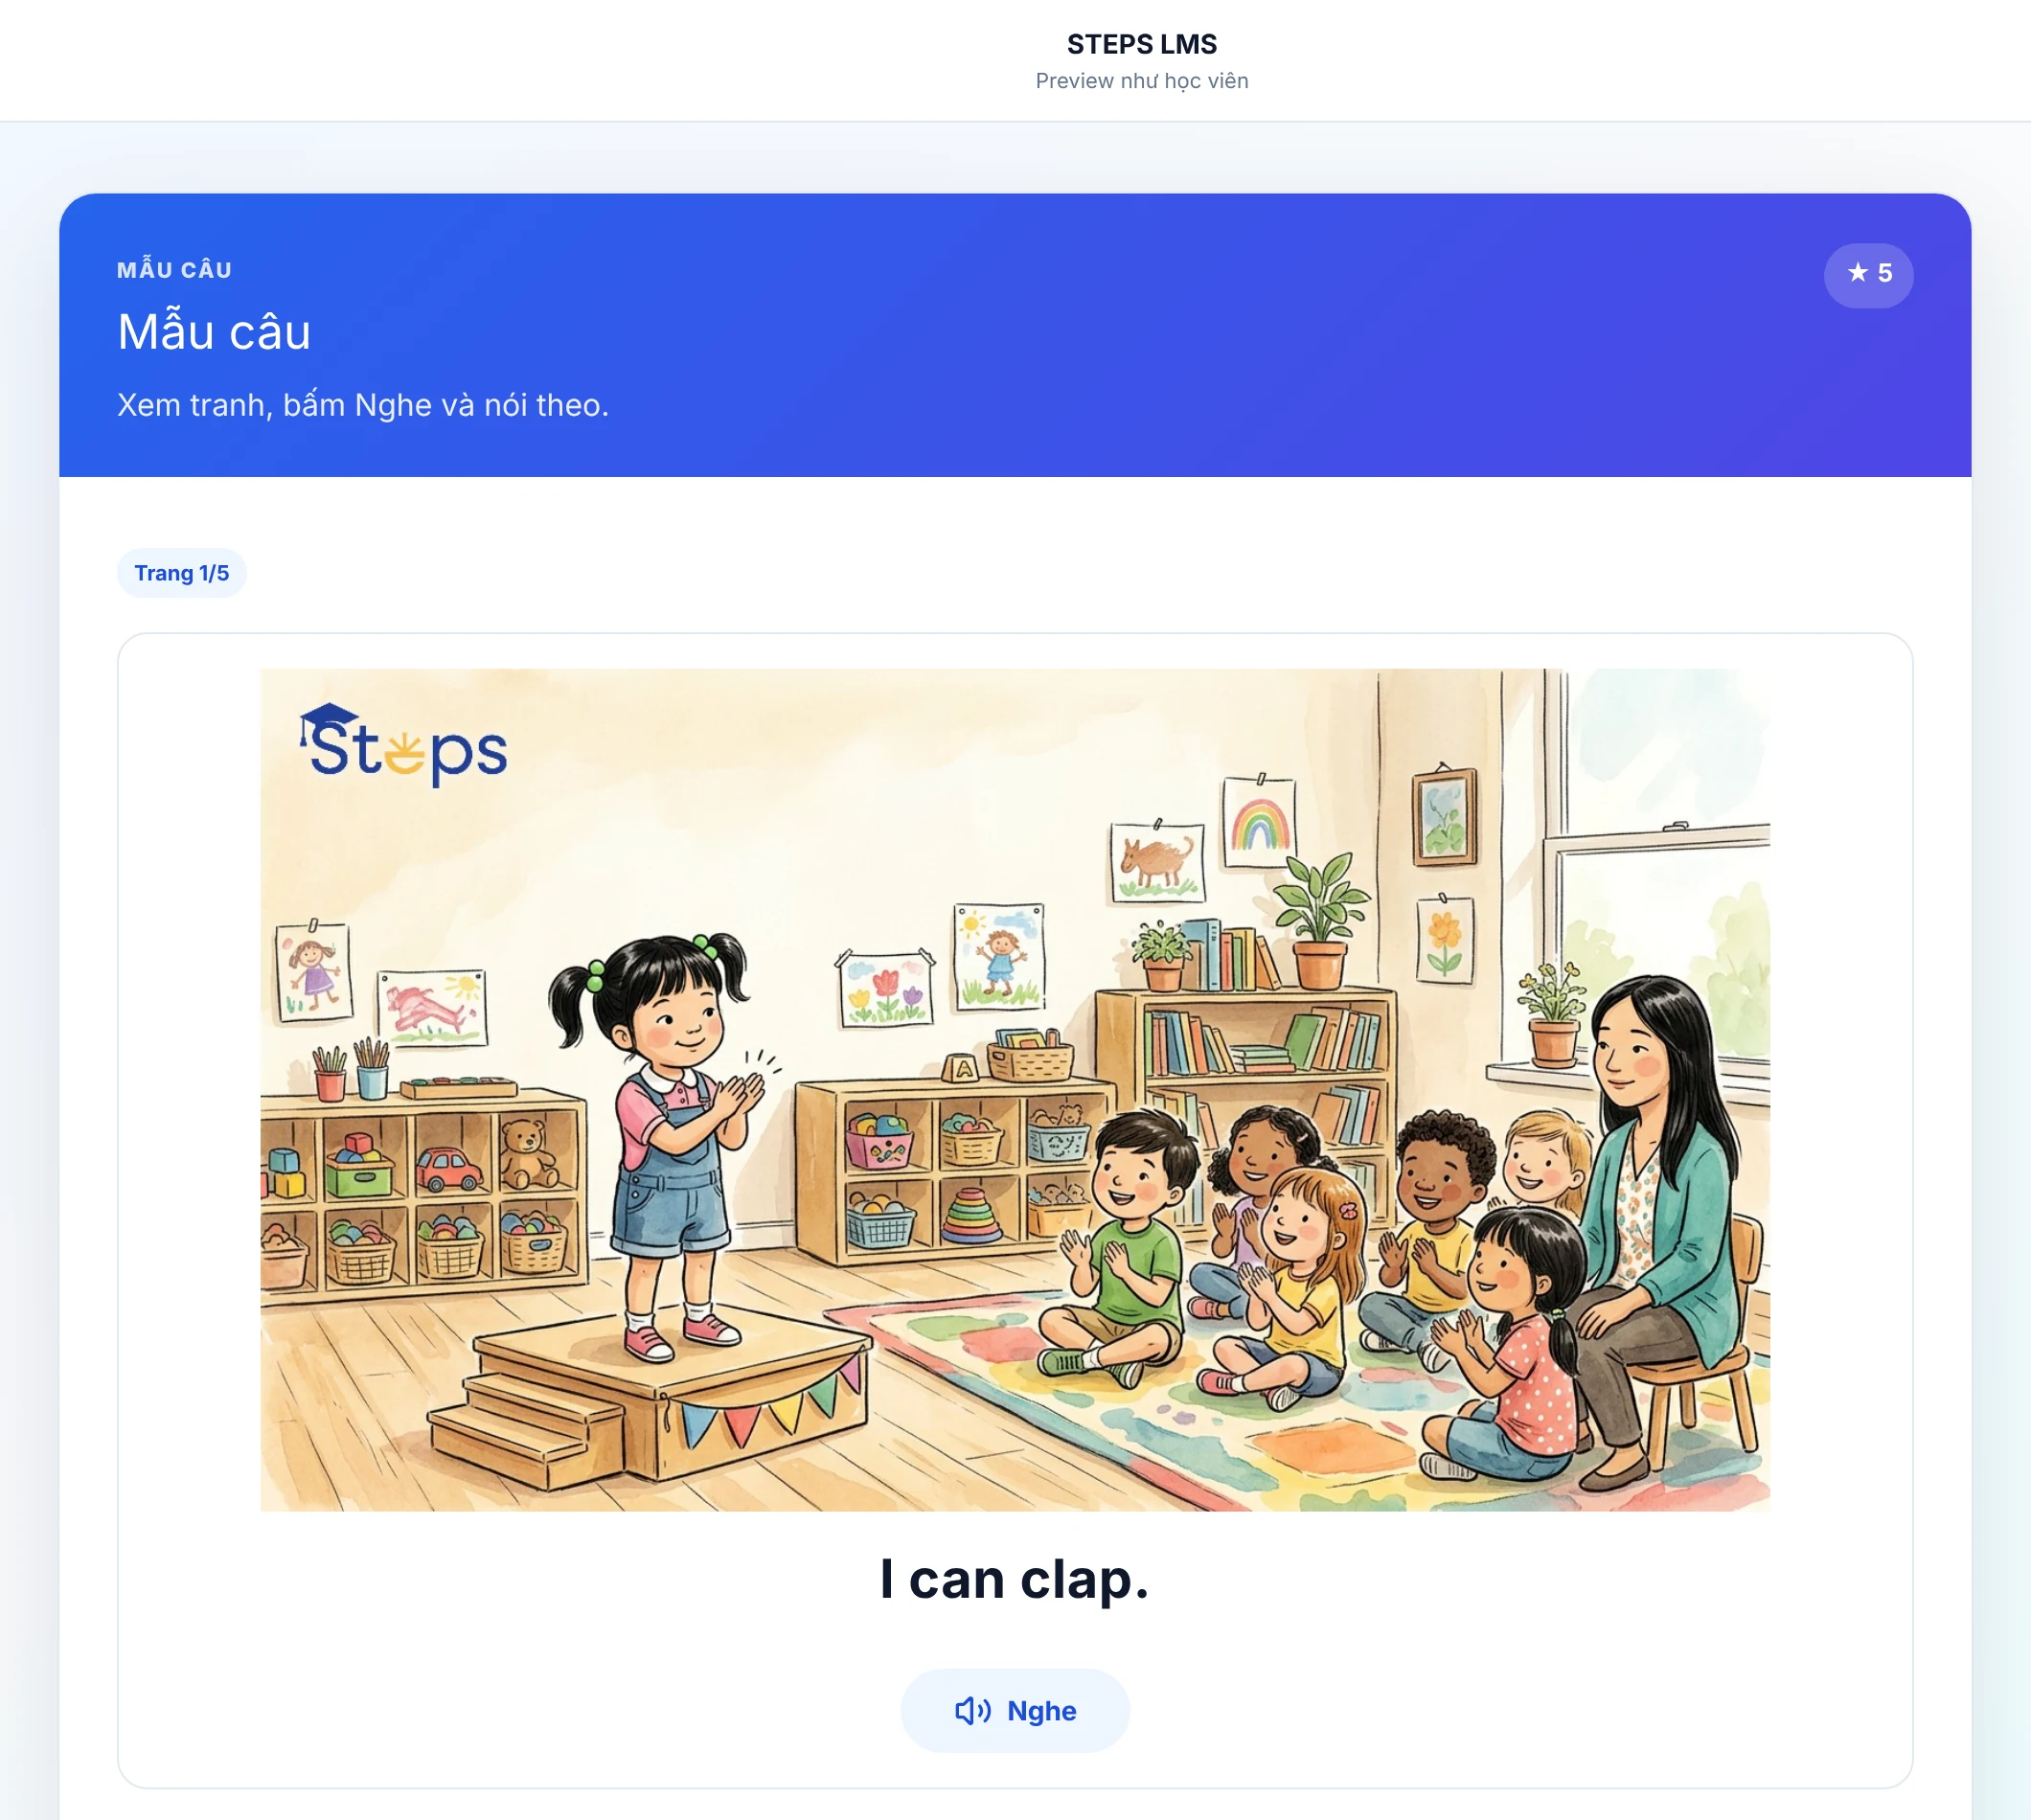 STEPS LMS
Preview như học viên
MẪU CÂU
★ 5
Mẫu câu
Xem tranh, bấm Nghe và nói theo.
Trang 1/5
Steps
A
I can clap.
Nghe